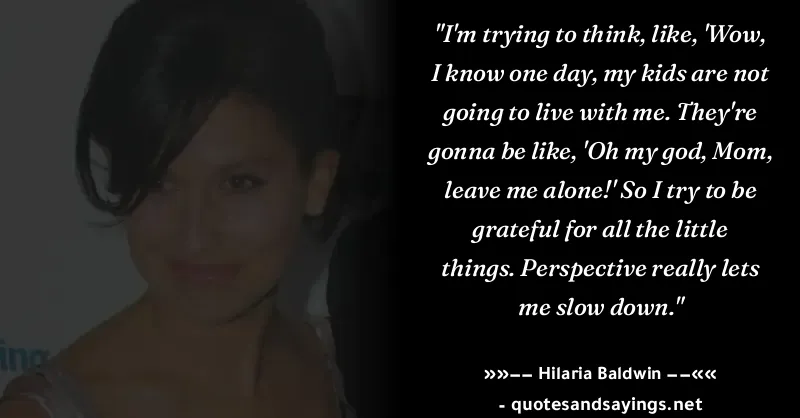 "I'm trying to think, like, 'Wow,
I know one day, my kids are not
going to live with me. They're
gonna be like, 'Oh my god, Mom,
leave me alone!' So I try to be
grateful for all the little
things. Perspective really lets
me slow down."
»»–– Hilaria Baldwin ––««
- quotesandsayings.net
ing